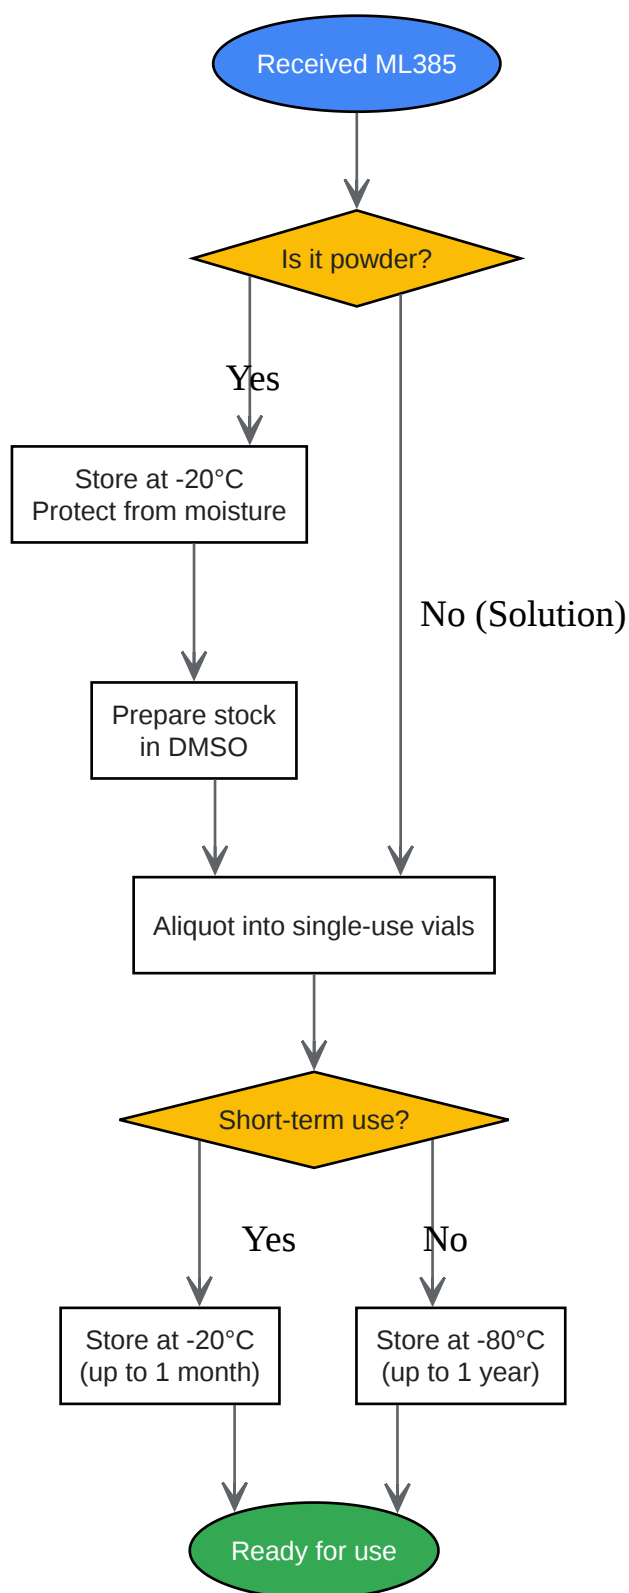 Received ML385
Is it powder?
Yes
Store at -20°C
Protect from moisture
No (Solution)
Prepare stock
in DMSO
Aliquot into single-use vials
Short-term use?
Yes
No
Store at -20°C
(up to 1 month)
Store at -80°C
(up to 1 year)
Ready for use